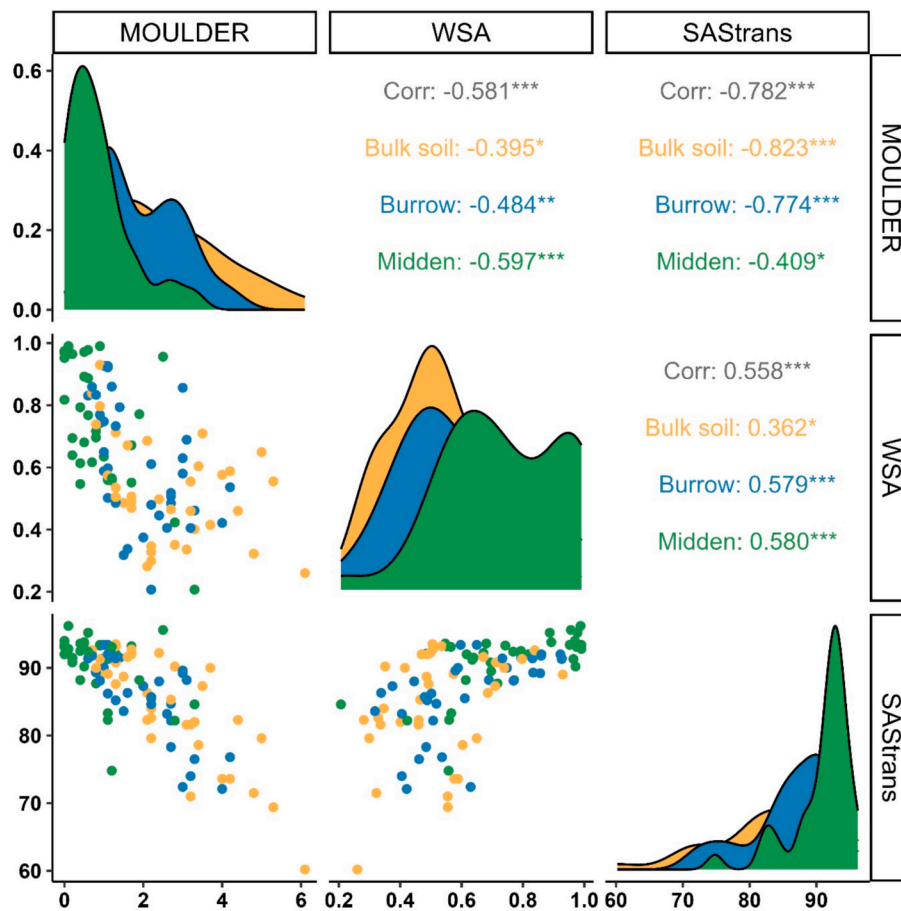 MOULDER WSA SAStrans
0.6
0.4
0.2
0.0
Corr: -0.581***
Bulk soil: -0.395*
Burrow: -0.484**
Midden: -0.597***
Corr: -0.782***
Bulk soil: -0.823***
Burrow: -0.774***
Midden: -0.409*
MOULDER
1.0
0.8
0.6
0.4
0.2
Corr: 0.558***
Bulk soil: 0.362*
Burrow: 0.579***
Midden: 0.580***
WSA
90
80
70
60
SAStrans
0 2 4 6 0.2 0.4 0.6 0.8 1.0 60 70 80 90